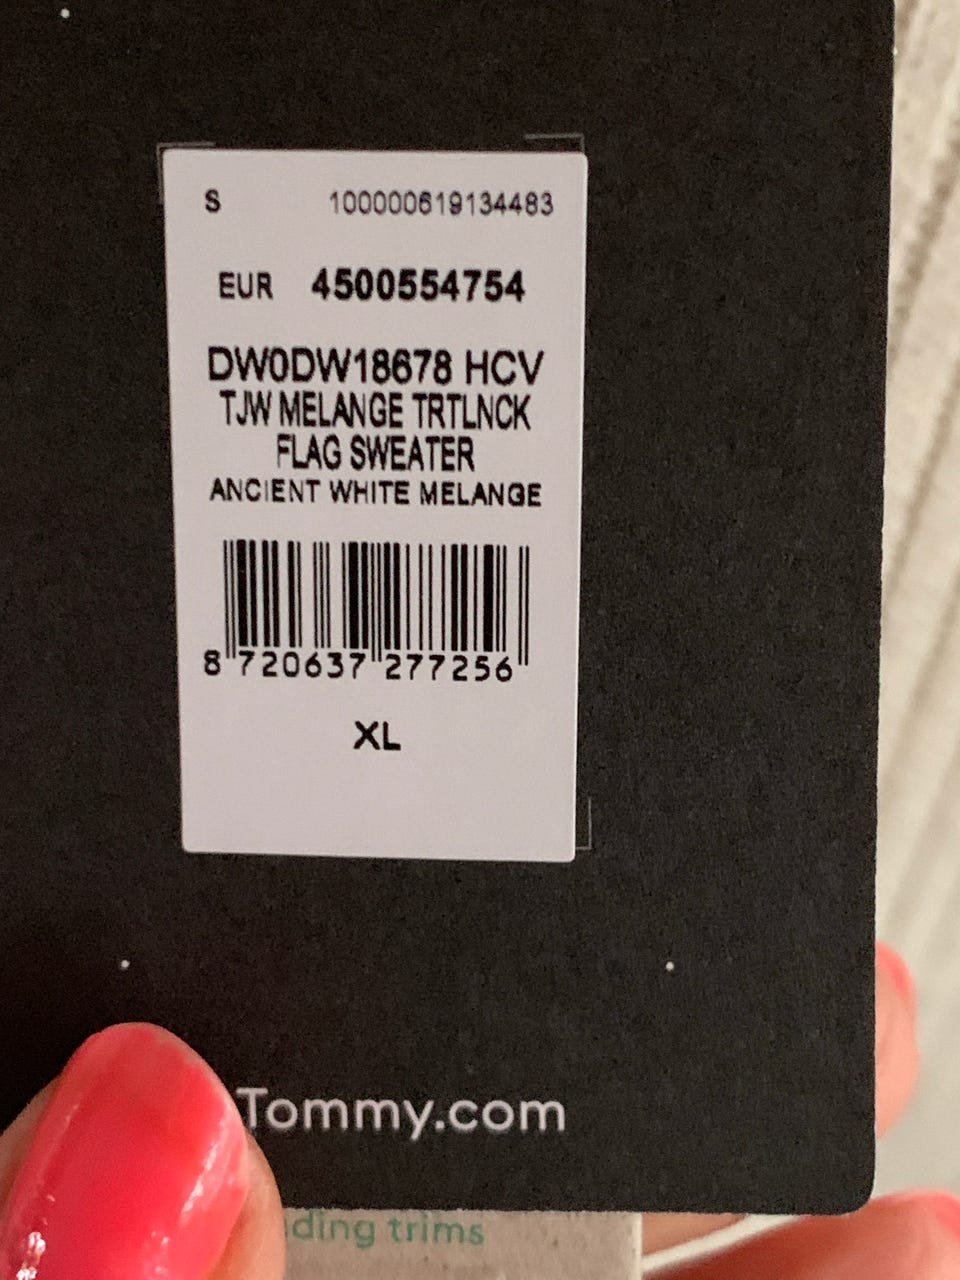 S 100000619134483
EUR 4500554754
DW0DW18678 HCV
TJW MELANGE TRTLNCK
FLAG SWEATER
ANCIENT WHITE MELANGE
8 720637 277256
XL
Tommy.com
trims